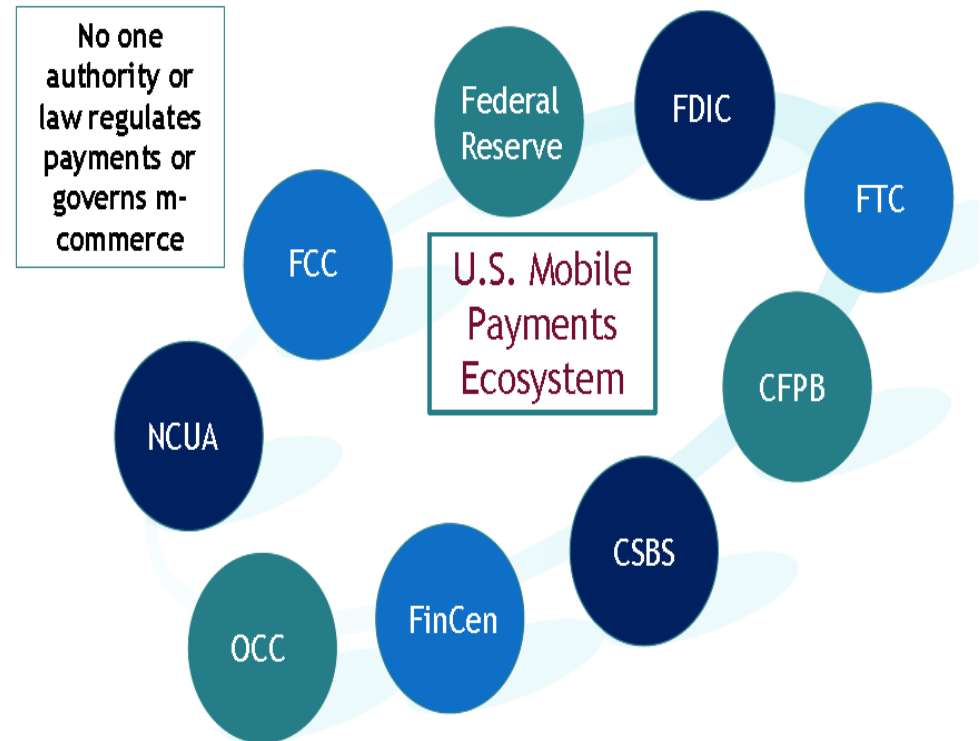 No one
authority or
law regulates
payments or
governs m-
commerce
Federal
Reserve
FDIC
FTC
FCC
U.S. Mobile
Payments
Ecosystem
CFPB
NCUA
CSBS
FinCen
OCC